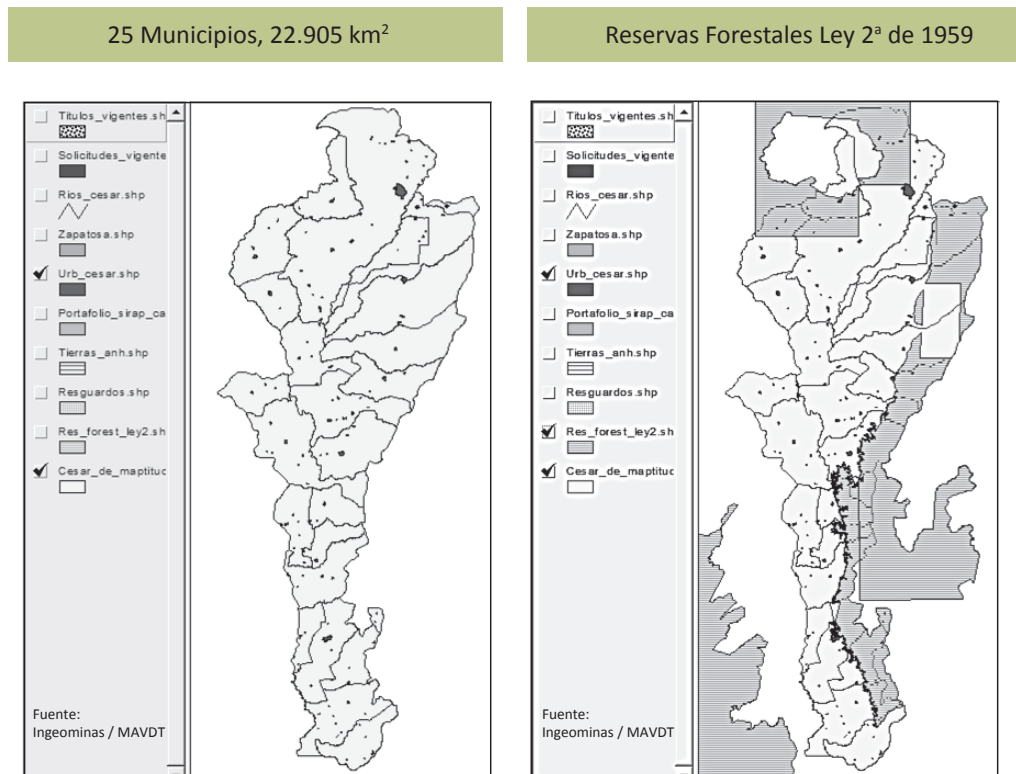 25 Municipios, 22.905 km²
Titulos_vigentes.sh
Solicitudes_vigente
Rios_cesar.shp
Zapatosa.shp
Urb_cesar.shp
Portafolio_sirap_ca
Tierras_anh.shp
Resguardos.shp
Res_forest_ley2.sh
Cesar_de_maptituc
Fuente:
Ingeominas / MAVDT
Reservas Forestales Ley 2ª de 1959
Titulos_vigentes.sh
Solicitudes_vigente
Rios_cesar.shp
Zapatosa.shp
Urb_cesar.shp
Portafolio_sirap_ca
Tierras_anh.shp
Resguardos.shp
Res_forest_ley2.sh
Cesar_de_maptituc
Fuente:
Ingeominas / MAVDT